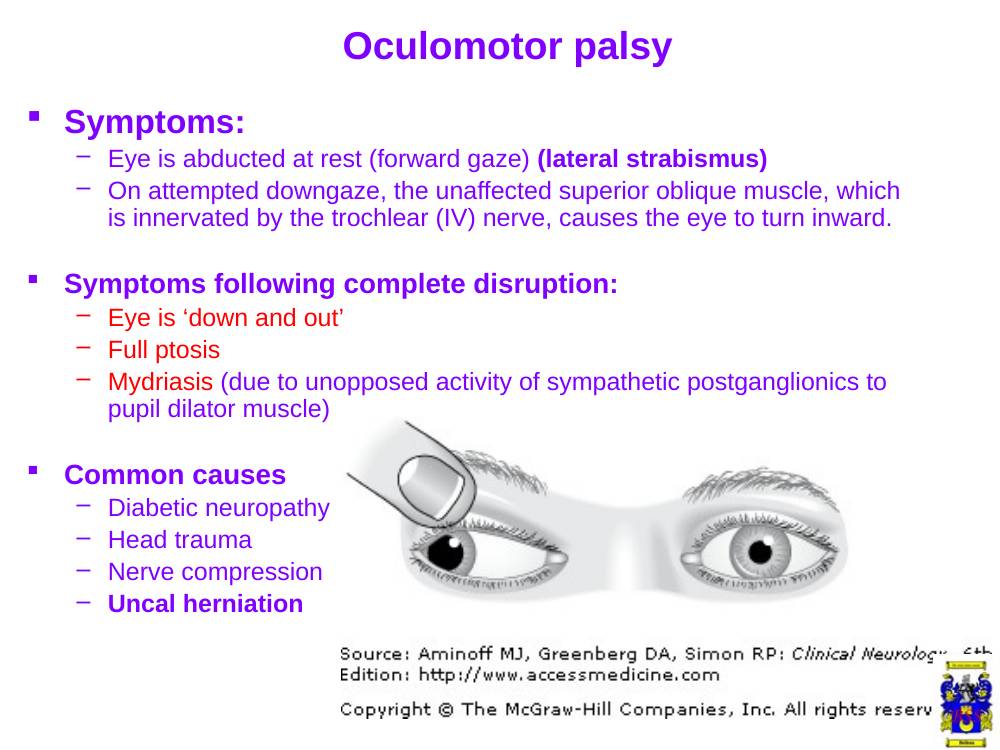 Oculomotor palsy
▪ Symptoms:
– Eye is abducted at rest (forward gaze) (lateral strabismus)
– On attempted downgaze, the unaffected superior oblique muscle, which
is innervated by the trochlear (IV) nerve, causes the eye to turn inward.
▪ Symptoms following complete disruption:
– Eye is ‘down and out’
– Full ptosis
– Mydriasis (due to unopposed activity of sympathetic postganglionics to
pupil dilator muscle)
▪ Common causes
– Diabetic neuropathy
– Head trauma
– Nerve compression
– Uncal herniation
Source: Aminoff MJ, Greenberg DA, Simon RP: Clinical Neurology, 6th
Edition: http://www.accessmedicine.com
Copyright © The McGraw-Hill Companies, Inc. All rights reserv